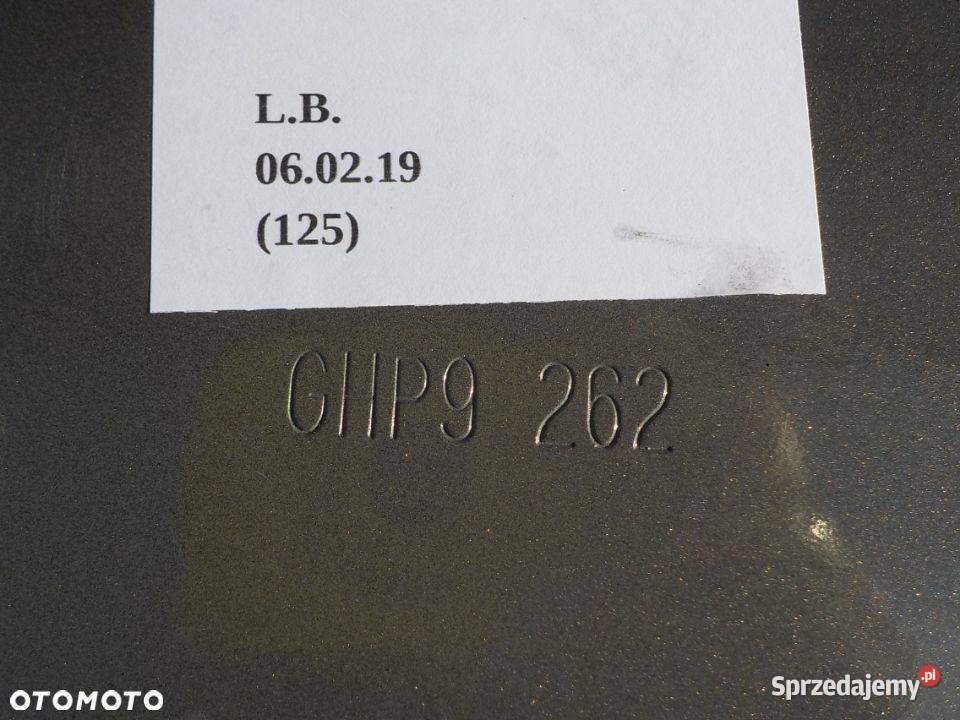 L.B.
06.02.19
(125)
GHP9 262
OTOMOTO
Sprzedajemy.pl